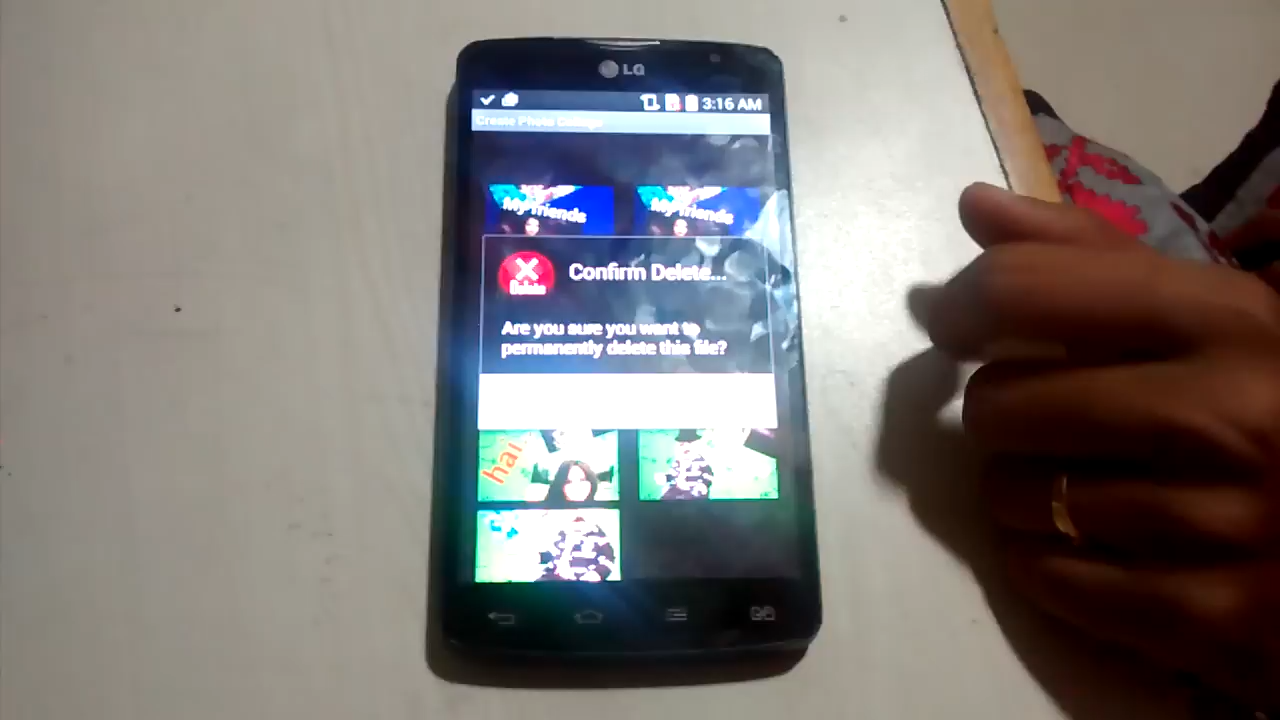 LG
3:16 AM
Create Photo Collage
My friends
My friends
Delete
Confirm Delete...
Are you sure you want to
permanently delete this file?
hai